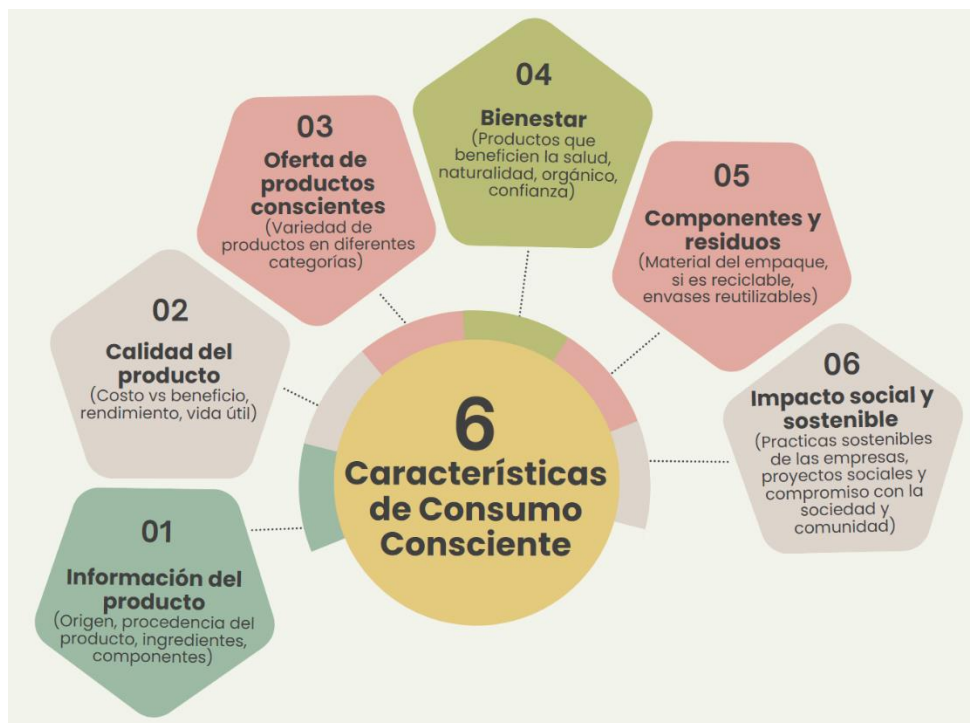 6
Características
de Consumo
Consciente
01
Información del
producto
(Origen, procedencia del
producto, ingredientes,
componentes)
02
Calidad del
producto
(Costo vs beneficio,
rendimiento, vida útil)
03
Oferta de
productos
conscientes
(Variedad de
productos en diferentes
categorías)
04
Bienestar
(Productos que
beneficien la salud,
naturalidad, orgánico,
confianza)
05
Componentes y
residuos
(Material del empaque,
si es reciclable,
envases reutilizables)
06
Impacto social y
sostenible
(Practicas sostenibles
de las empresas,
proyectos sociales y
compromiso con la
sociedad y
comunidad)